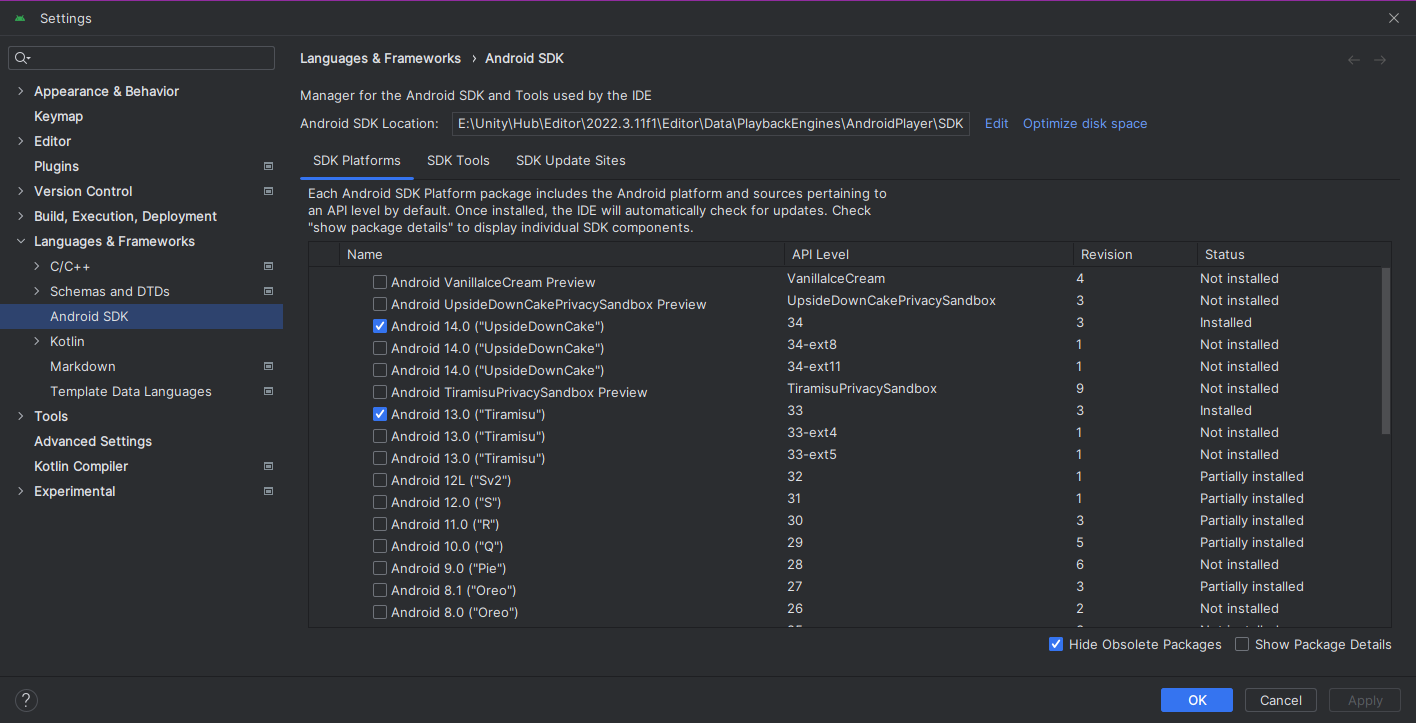 Settings
Languages & Frameworks › Android SDK
Appearance & Behavior
Keymap
Editor
Plugins
Version Control
Build, Execution, Deployment
Languages & Frameworks
C/C++
Schemas and DTDs
Android SDK
Kotlin
Markdown
Template Data Languages
Tools
Advanced Settings
Kotlin Compiler
Experimental
Manager for the Android SDK and Tools used by the IDE
Android SDK Location: E:\Unity\Hub\Editor\2022.3.11f1\Editor\Data\PlaybackEngines\AndroidPlayer\SDK Edit Optimize disk space
SDK Platforms SDK Tools SDK Update Sites
Each Android SDK Platform package includes the Android platform and sources pertaining to
an API level by default. Once installed, the IDE will automatically check for updates. Check
"show package details" to display individual SDK components.
Name API Level Revision Status
Android VanillaIceCream Preview VanillaIceCream 4 Not installed
Android UpsideDownCakePrivacySandbox Preview UpsideDownCakePrivacySandbox 3 Not installed
Android 14.0 ("UpsideDownCake") 34 3 Installed
Android 14.0 ("UpsideDownCake") 34-ext8 1 Not installed
Android 14.0 ("UpsideDownCake") 34-ext11 1 Not installed
Android TiramisuPrivacySandbox Preview TiramisuPrivacySandbox 9 Not installed
Android 13.0 ("Tiramisu") 33 3 Installed
Android 13.0 ("Tiramisu") 33-ext4 1 Not installed
Android 13.0 ("Tiramisu") 33-ext5 1 Not installed
Android 12L ("Sv2") 32 1 Partially installed
Android 12.0 ("S") 31 1 Partially installed
Android 11.0 ("R") 30 3 Partially installed
Android 10.0 ("Q") 29 5 Partially installed
Android 9.0 ("Pie") 28 6 Not installed
Android 8.1 ("Oreo") 27 3 Partially installed
Android 8.0 ("Oreo") 26 2 Not installed
Hide Obsolete Packages Show Package Details
? OK Cancel Apply